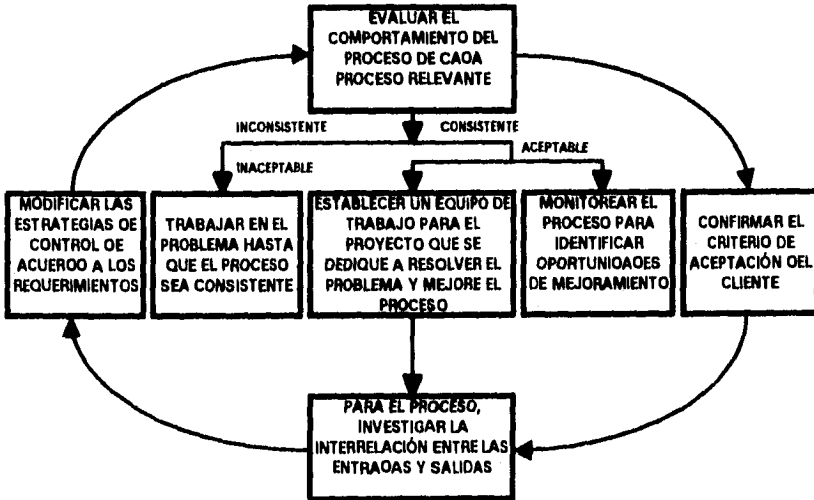 EVALUAR EL
COMPORTAMIENTO DEL
PROCESO DE CAOA
PROCESO RELEVANTE
INCONSISTENTE
CONSISTENTE
INACEPTABLE
ACEPTABLE
MODIFICAR LAS
ESTRATEGIAS DE
CONTROL OE
ACUEROO A LOS
REQUERIMIENTOS
TRABAJAR EN EL
PROBLEMA HASTA
QUE EL PROCESO
SEA CONSISTENTE
ESTABLECER UN EQUIPO DE
TRABAJO PARA EL
PROYECTO QUE SE
DEDIQUE A RESOLVER EL
PROBLEMA Y MEJORE EL
PROCESO
MONITOREAR EL
PROCESO PARA
IDENTIFICAR
OPORTUNIOAOES
DE MEJORAMIENTO
CONFIRMAR EL
CRITERIO DE
ACEPTACIÓN OEL
CLIENTE
PARA EL PROCESO,
INVESTIGAR LA
INTERRELACIÓN ENTRE LAS
ENTRAOAS Y SALIDAS